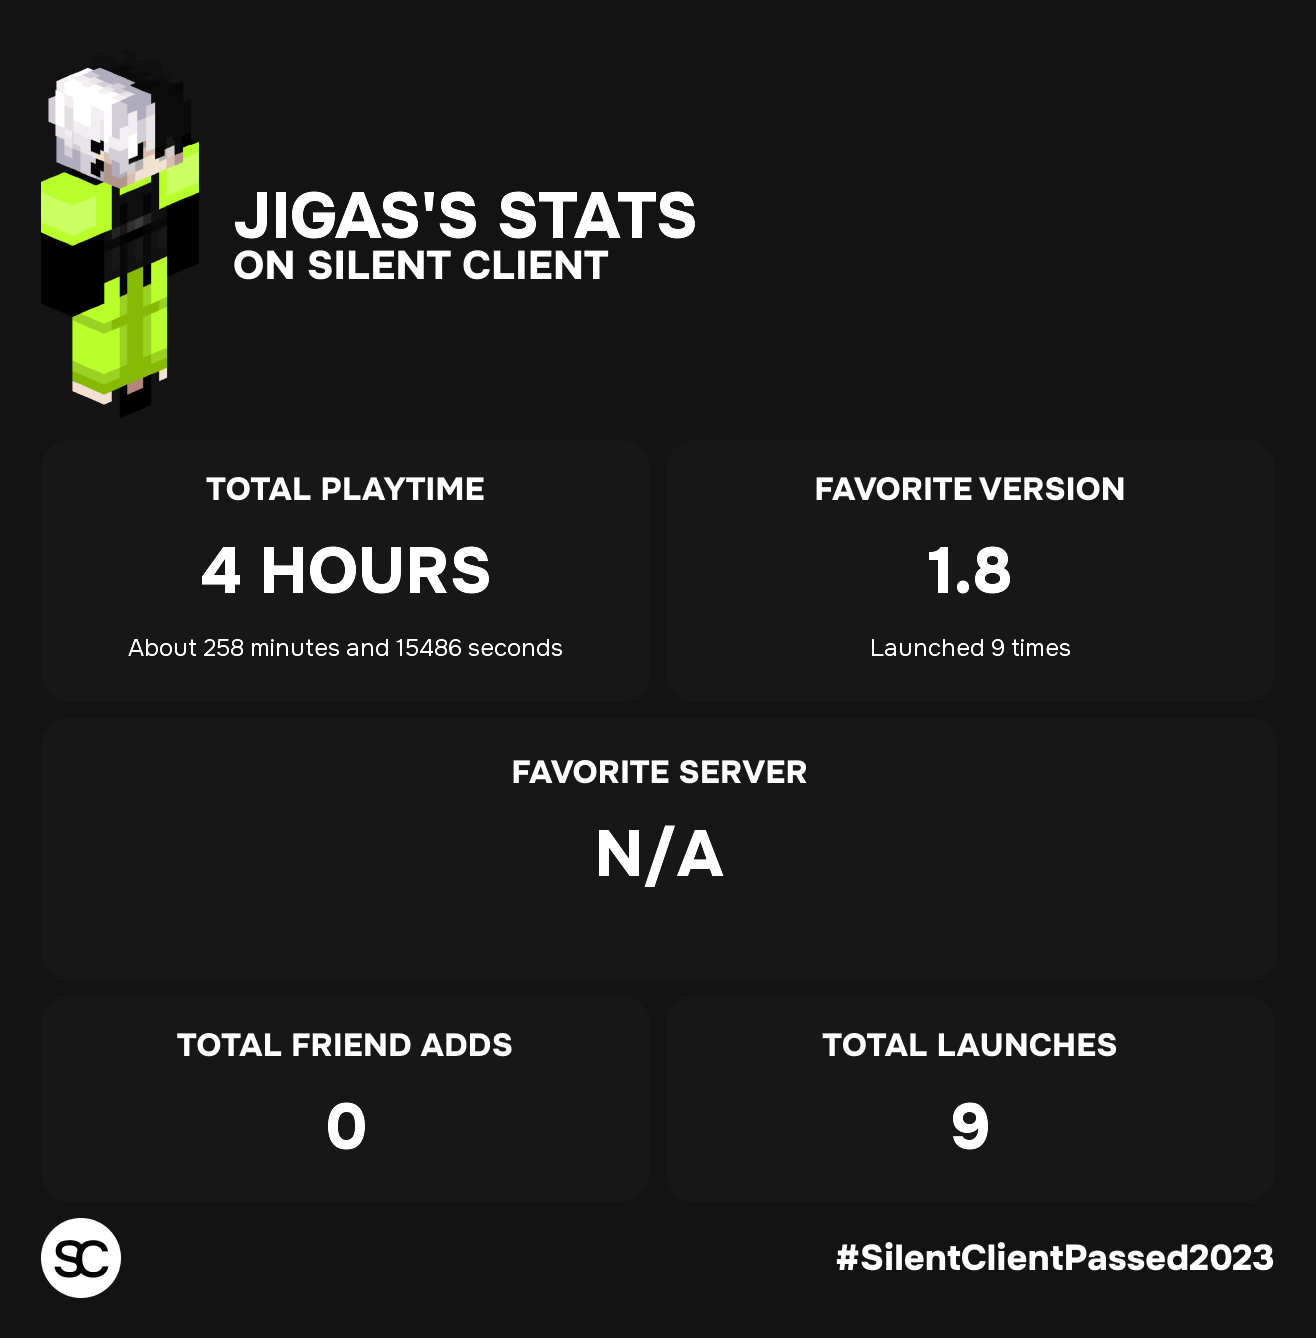 JIGAS'S STATS
ON SILENT CLIENT
TOTAL PLAYTIME
4 HOURS
About 258 minutes and 15486 seconds
FAVORITE VERSION
1.8
Launched 9 times
FAVORITE SERVER
N/A
TOTAL FRIEND ADDS
0
TOTAL LAUNCHES
9
SC
#SilentClientPassed2023